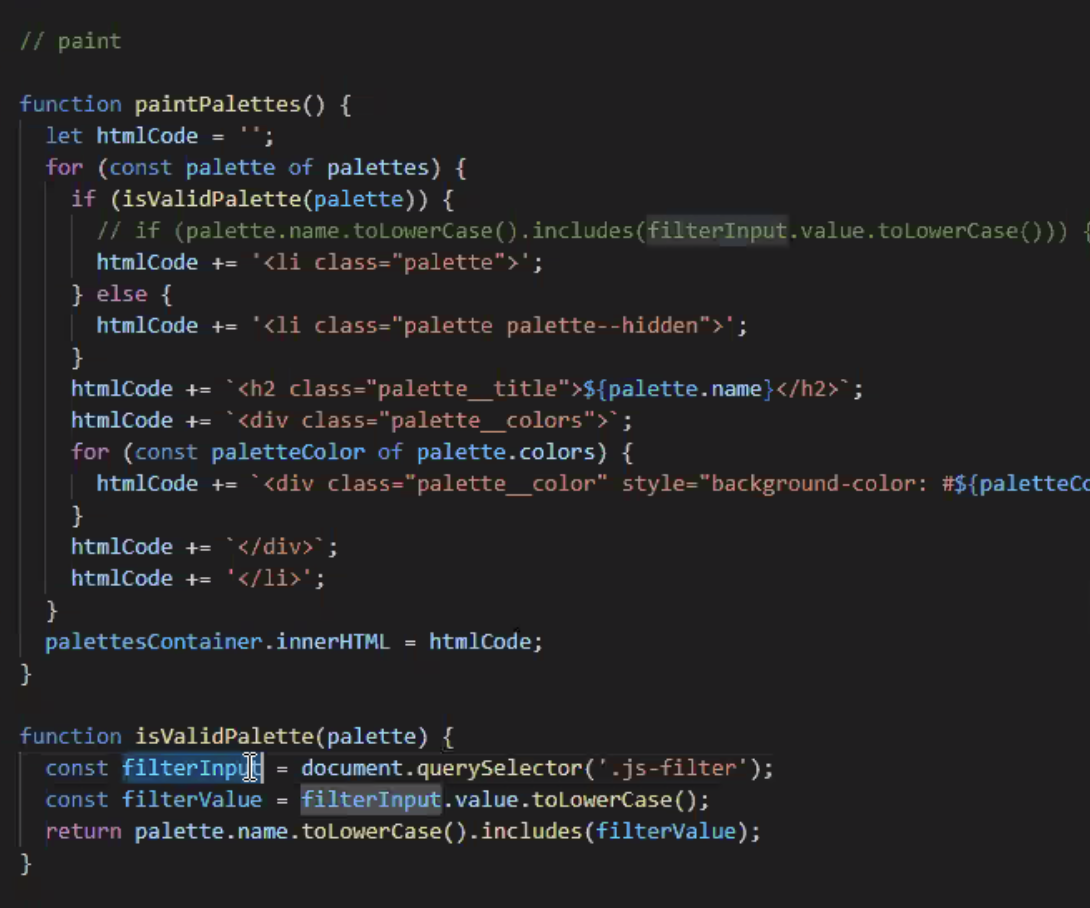 // paint
function paintPalettes() {
let htmlCode = '';
for (const palette of palettes) {
if (isValidPalette(palette)) {
// if (palette.name.toLowerCase().includes(filterInput.value.toLowerCase())) {
htmlCode += '<li class="palette">';
} else {
htmlCode += '<li class="palette palette--hidden">';
}
htmlCode += `<h2 class="palette__title">${palette.name}</h2>`;
htmlCode += `<div class="palette__colors">`;
for (const paletteColor of palette.colors) {
htmlCode += `<div class="palette__color" style="background-color: #${paletteCo
}
htmlCode += `</div>`;
htmlCode += '</li>';
}
palettesContainer.innerHTML = htmlCode;
}
function isValidPalette(palette) {
const filterInput = document.querySelector('.js-filter');
const filterValue = filterInput.value.toLowerCase();
return palette.name.toLowerCase().includes(filterValue);
}